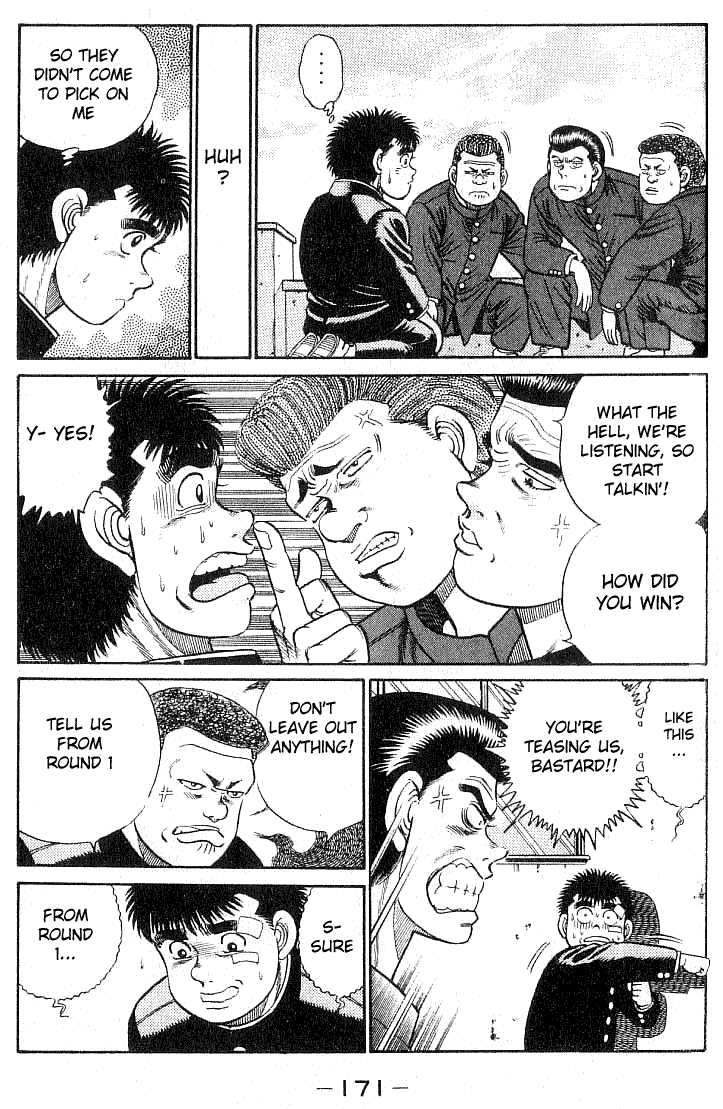 ....
HUH
?
SO THEY
DIDN'T COME
TO PICK ON
ME
WHAT THE
HELL, WE'RE
LISTENING, SO
START
TALKIN'!
HOW DID
YOU WIN?
Y- YES!
LIKE
THIS
...
YOU'RE
TEASING US,
BASTARD!!
DON'T
LEAVE OUT
ANYTHING!
TELL US
FROM
ROUND 1
S-
SURE
FROM
ROUND
1...
-171-